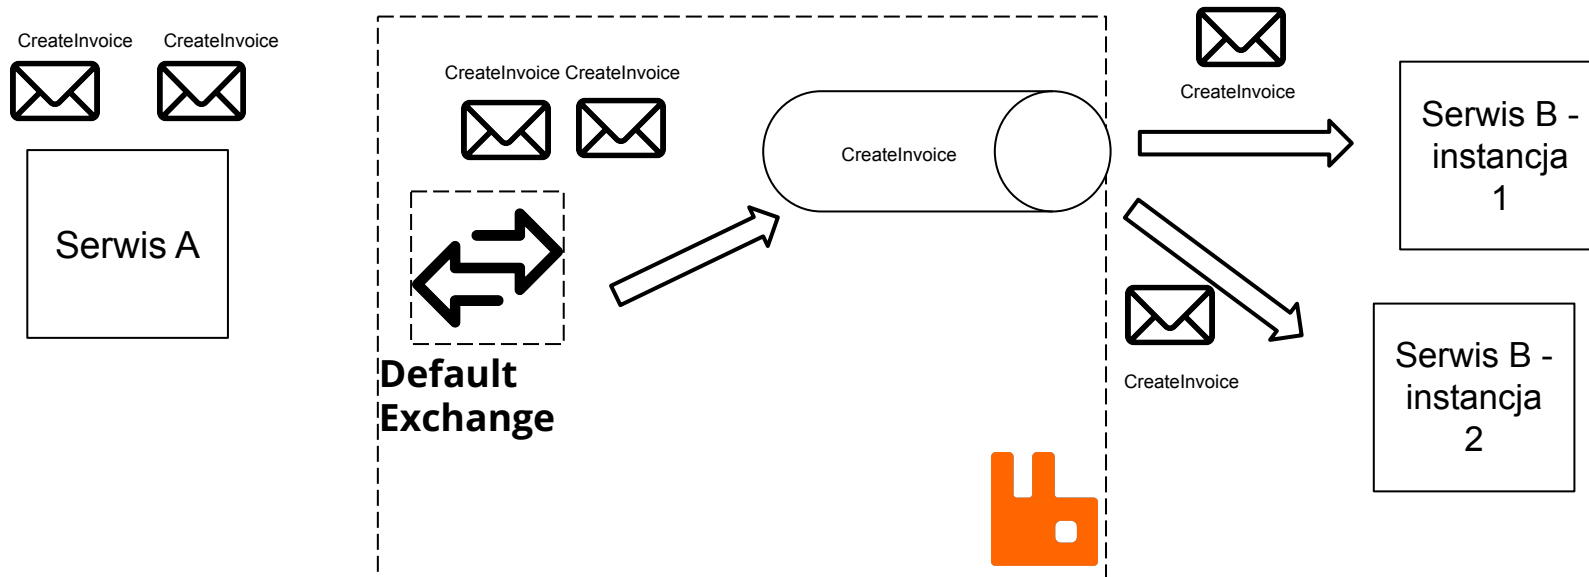 CreateInvoice CreateInvoice
Serwis A
CreateInvoice CreateInvoice
Default
Exchange
CreateInvoice
CreateInvoice
CreateInvoice
Serwis B -
instancja
1
Serwis B -
instancja
2